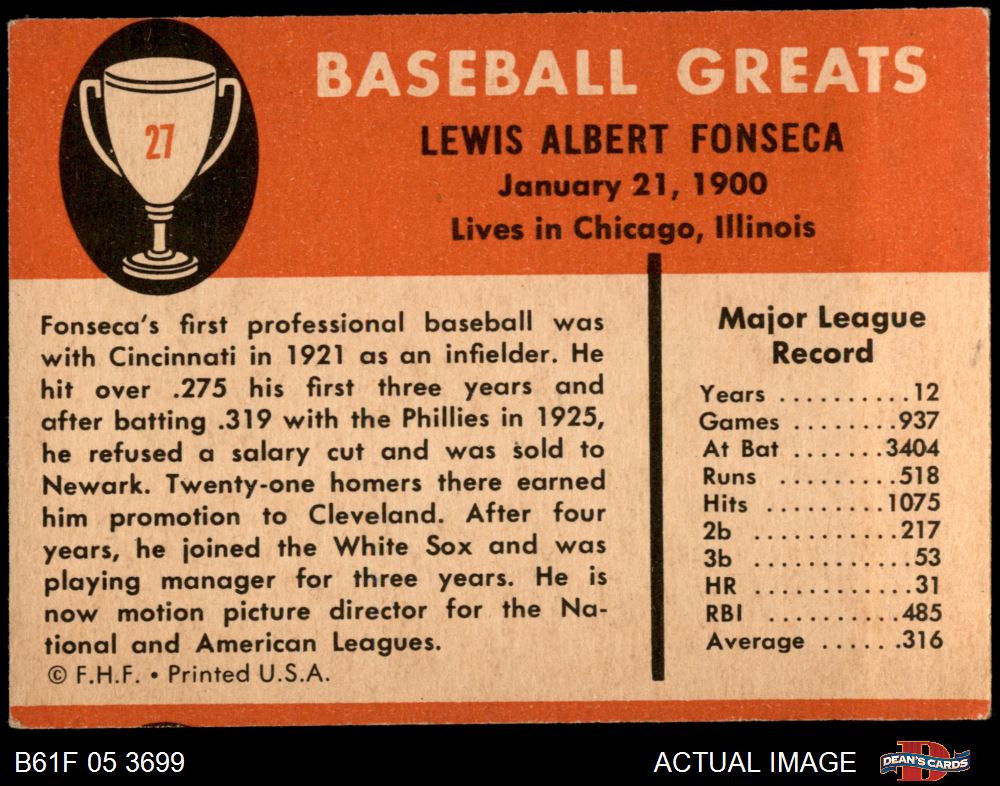 27
BASEBALL GREATS
LEWIS ALBERT FONSECA
January 21, 1900
Lives in Chicago, Illinois
Fonseca's first professional baseball was
with Cincinnati in 1921 as an infielder. He
hit over .275 his first three years and
after batting .319 with the Phillies in 1925,
he refused a salary cut and was sold to
Newark. Twenty-one homers there earned
him promotion to Cleveland. After four
years, he joined the White Sox and was
playing manager for three years. He is
now motion picture director for the Na-
tional and American Leagues.
© F.H.F. • Printed U.S.A.
Major League
Record
Years ..........12
Games ........937
At Bat .......3404
Runs .........518
Hits .........1075
2b ...........217
3b ............53
HR ............31
RBI ..........485
Average ......316
B61F 05 3699
ACTUAL IMAGE
D
DEAN'S CARDS